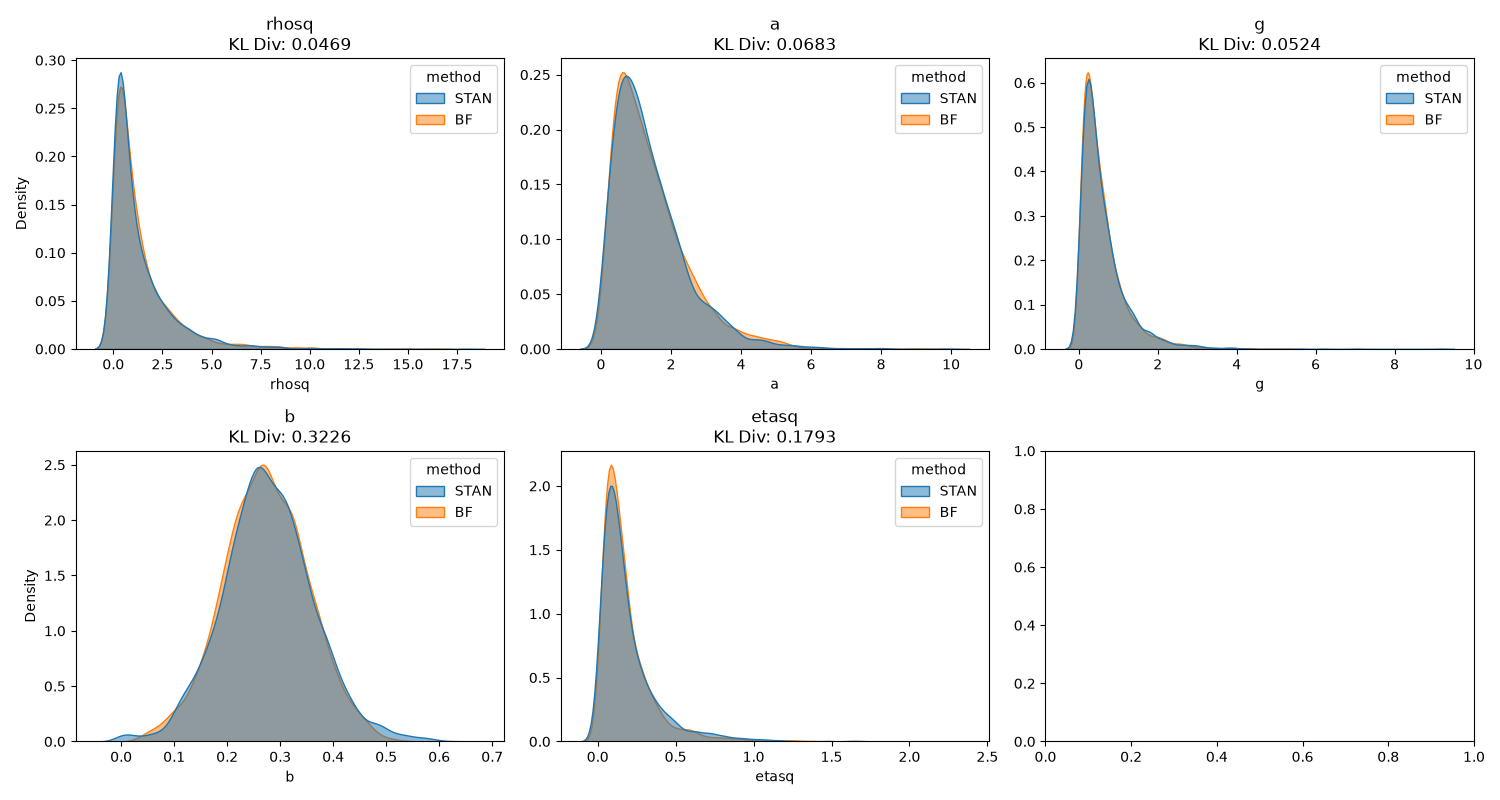 rhosq
KL Div: 0.0469
0.30
0.25
0.20
0.15
0.10
0.05
0.00
Density
0.0 2.5 5.0 7.5 10.0 12.5 15.0 17.5
rhosq
method
STAN
BF
a
KL Div: 0.0683
0.25
0.20
0.15
0.10
0.05
0.00
0 2 4 6 8 10
a
method
STAN
BF
g
KL Div: 0.0524
0.6
0.5
0.4
0.3
0.2
0.1
0.0
0 2 4 6 8 10
g
method
STAN
BF
b
KL Div: 0.3226
2.5
2.0
1.5
1.0
0.5
0.0
Density
0.0 0.1 0.2 0.3 0.4 0.5 0.6 0.7
b
method
STAN
BF
etasq
KL Div: 0.1793
2.0
1.5
1.0
0.5
0.0
0.0 0.5 1.0 1.5 2.0 2.5
etasq
method
STAN
BF
1.0
0.8
0.6
0.4
0.2
0.0
0.0 0.2 0.4 0.6 0.8 1.0